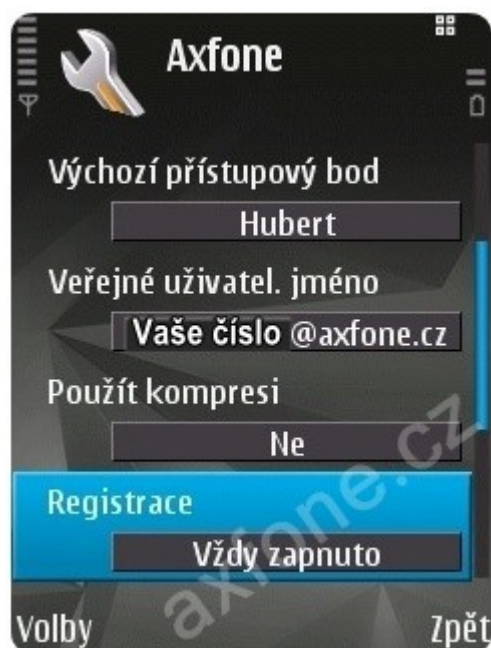 Axfone
Výchozí přístupový bod
Hubert
Veřejné uživatel. jméno
Vaše číslo @axfone.cz
Použít kompresi
Ne
Registrace
Vždy zapnuto
axfone.cz
Volby
Zpět